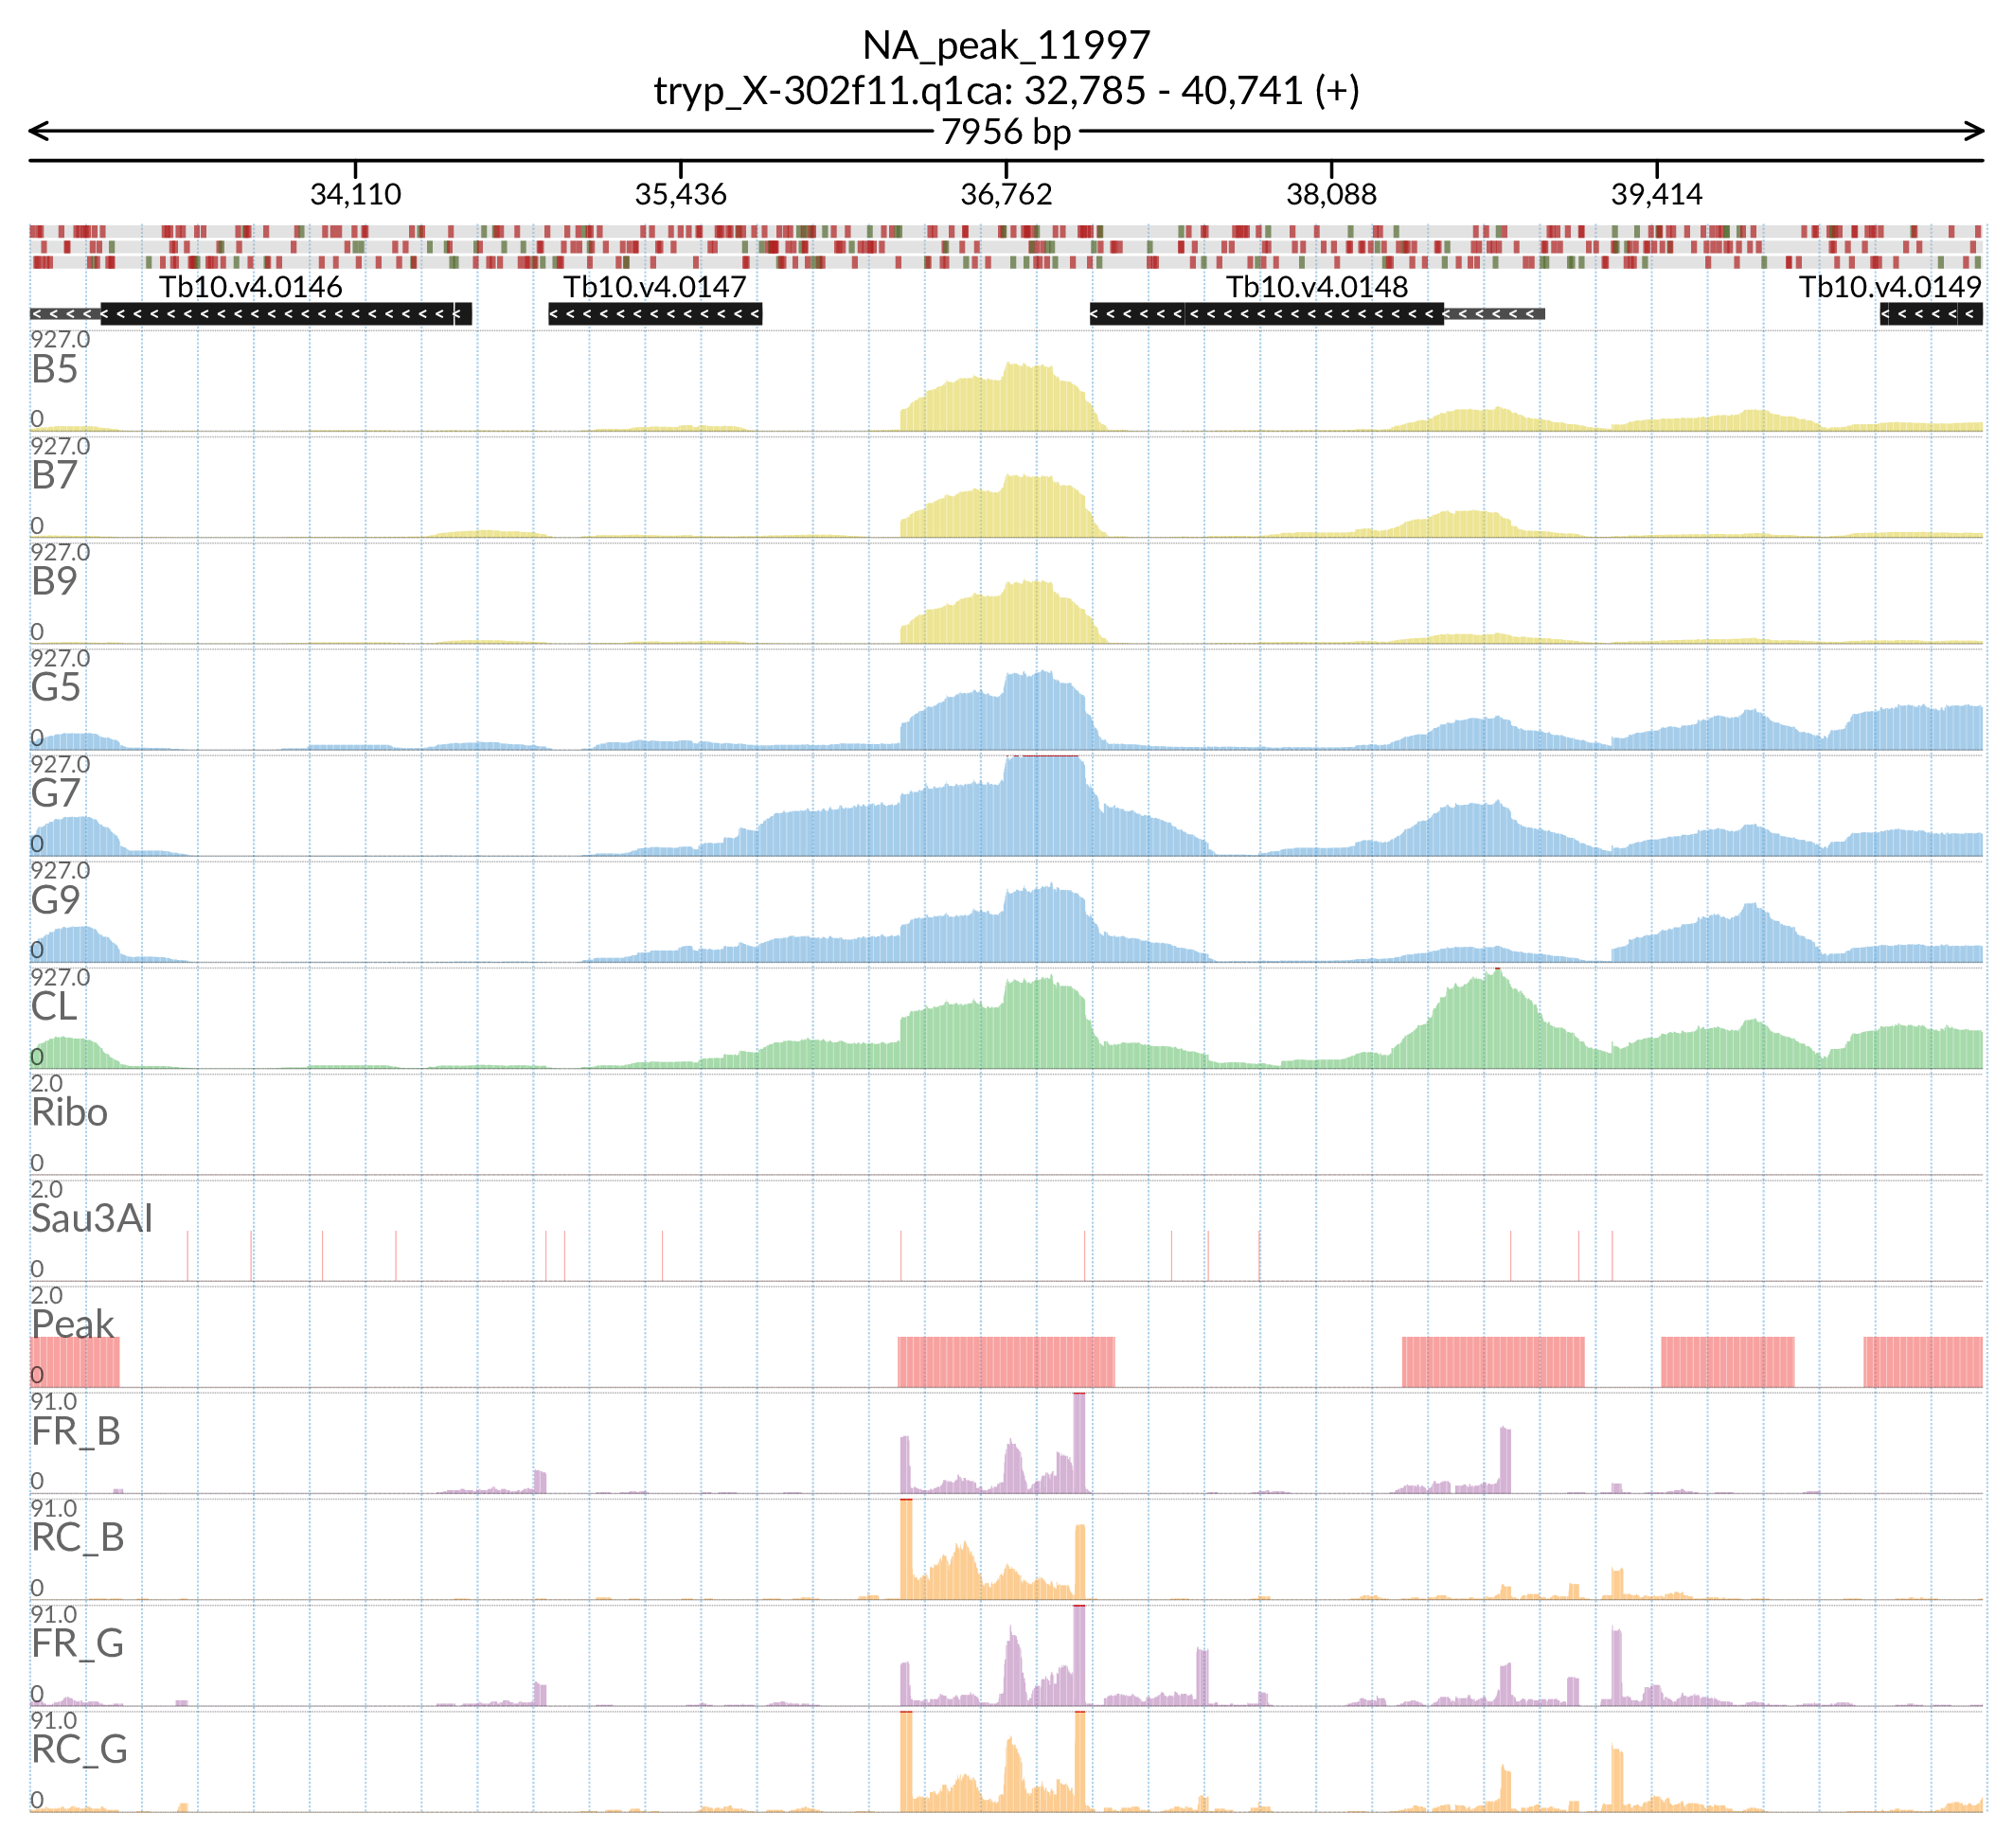 NA_peak_11997
tryp_X-302f11.q1ca: 32,785 - 40,741 (+)
7956 bp
34,110 35,436 36,762 38,088 39,414
Tb10.v4.0146 Tb10.v4.0147 Tb10.v4.0148 Tb10.v4.0149
927.0
B5
0
927.0
B7
0
927.0
B9
0
927.0
G5
0
927.0
G7
0
927.0
G9
0
927.0
CL
0
2.0
Ribo
0
2.0
Sau3AI
0
2.0
Peak
0
91.0
FR_B
0
91.0
RC_B
0
91.0
FR_G
0
91.0
RC_G
0